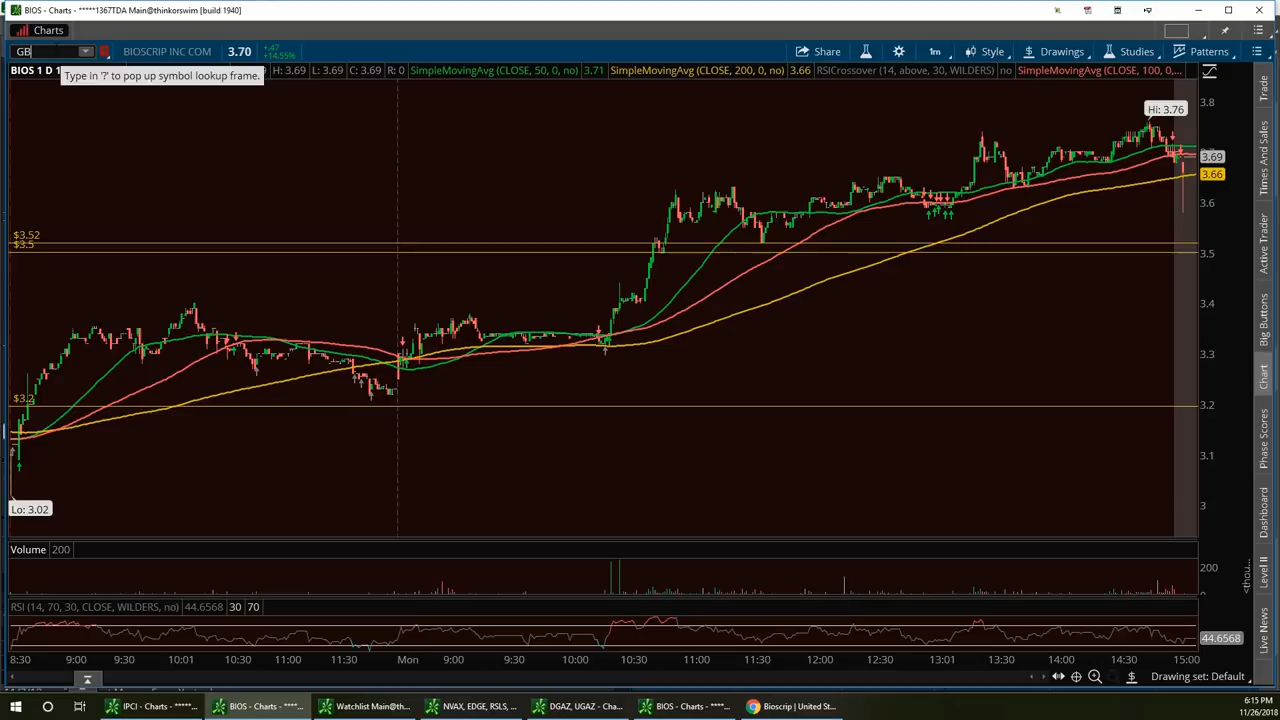 BIOS - Charts - *****1367TDA Main@thinkorswim [build 1940]
Charts
GB
BIOSCRIP INC COM 3.70 +.47 +14.55%
Share 1m Style Drawings Studies Patterns
Type in '?' to pop up symbol lookup frame.
BIOS 1 D 1 H: 3.69 L: 3.69 C: 3.69 R: 0 SimpleMovingAvg (CLOSE, 50, 0, no) 3.71 SimpleMovingAvg (CLOSE, 200, 0, no) 3.66 RSICrossover (14, above, 30, WILDERS) no SimpleMovingAvg (CLOSE, 100, 0,...
Hi: 3.76
3.8
3.69
3.66
3.6
$3.52
$3.5
3.5
3.4
3.3
$3.2
3.2
3.1
Lo: 3.02
3
Volume 200
200
<thou...
RSI (14, 70, 30, CLOSE, WILDERS, no) 44.6568 30 70
44.6568
8:30 9:00 9:30 10:01 10:30 11:00 11:30 Mon 9:00 9:30 10:00 10:30 11:00 11:30 12:00 12:30 13:01 13:30 14:00 14:30 15:00
Drawing set: Default
Trade
Times And Sales
Active Trader
Big Buttons
Chart
Phase Scores
Dashboard
Level II
Live News
IPCI - Charts - *****... BIOS - Charts - ****... Watchlist Main@th... NVAX, EDGE, RSLS, ... DGAZ, UGAZ - Cha... BIOS - Charts - ****... Bioscrip | United St...
6:15 PM
11/26/2018